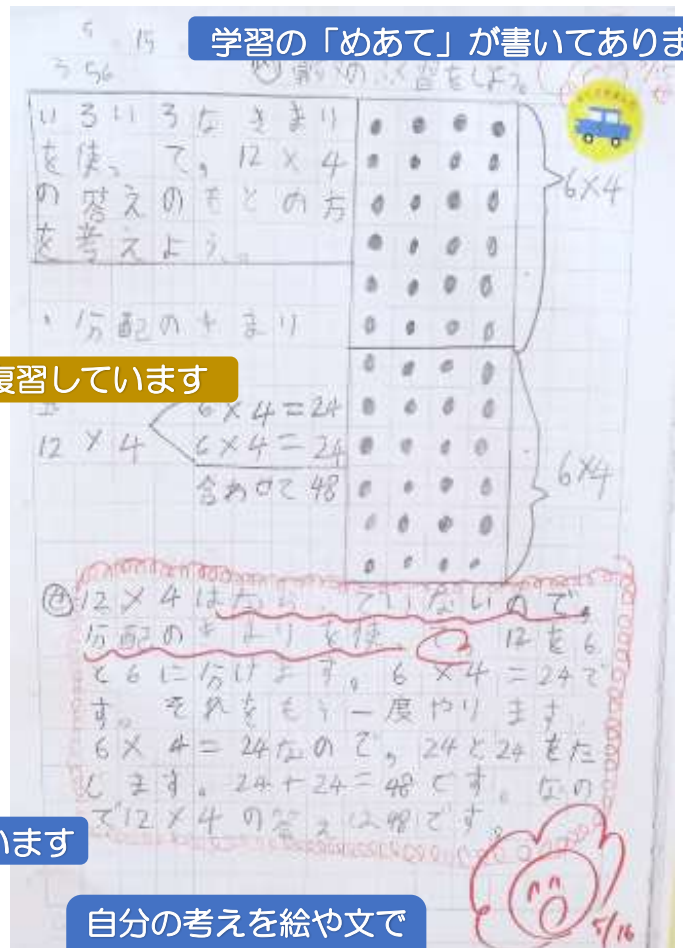 学習の「めあて」が書いてありま
5 15
いろいろなきまり
を使って、12×4
の答えのもとめ方
を考えよう。
6×4
・分配のきまり
復習しています
12×4
6×4=24
6×4=24
合わせて48
6×4
12×4は ていないので、
分配のきまりを使 12を6
と6に分けます。6×4=24で
す。それをもう一度やります。
6×4=24なので、24と24をた
します。24+24=48です。なの
で12×4の答えは48です。
います
自分の考えを絵や文で
5/16